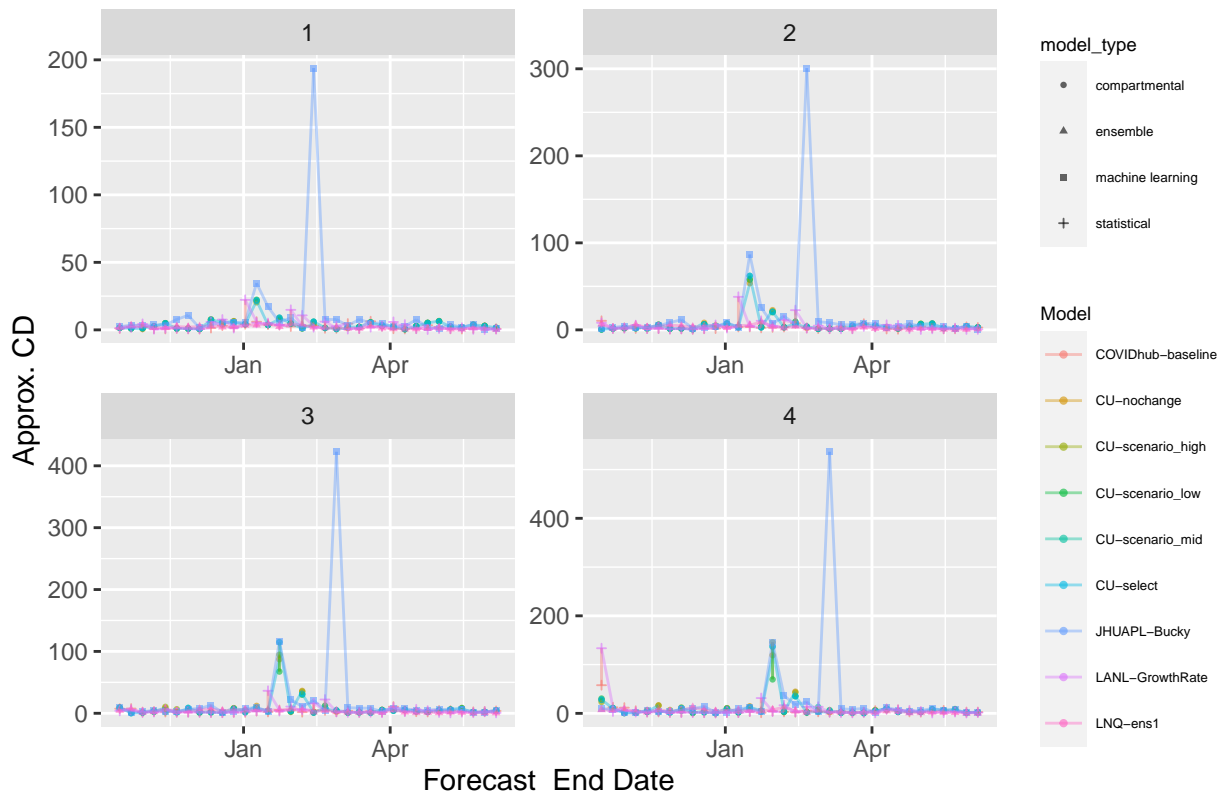 1
2
200
150
100
50
0
Jan
Apr
300
200
100
0
Jan
Apr
3
4
400
300
200
100
0
Jan
Apr
400
200
0
Jan
Apr
Approx. CD
Forecast  End Date
model_type
compartmental
ensemble
machine learning
statistical
Model
COVIDhub−baseline
CU−nochange
CU−scenario_high
CU−scenario_low
CU−scenario_mid
CU−select
JHUAPL−Bucky
LANL−GrowthRate
LNQ−ens1